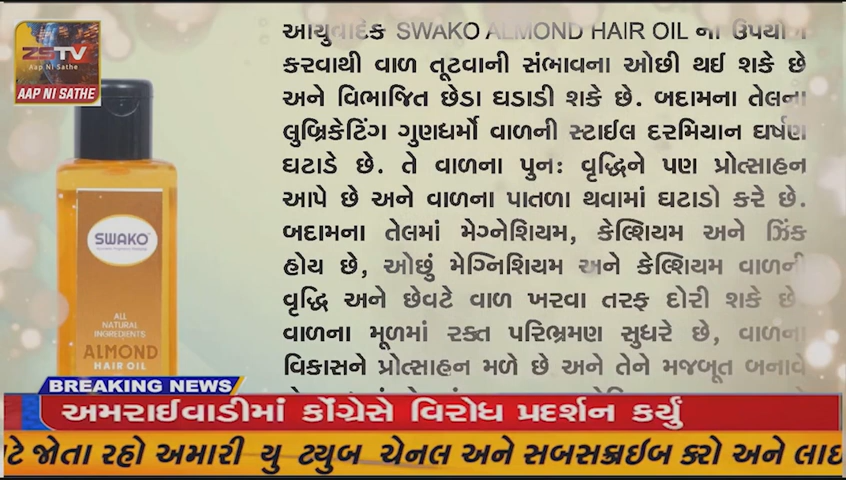 ZSTV
Aap Ni Sathe
AAP NI SATHE
આયુર્વેદિક SWAKO ALMOND HAIR OIL ના ઉપયોગ
કરવાથી વાળ તૂટવાની સંભાવના ઓછી થઈ શકે છે
અને વિભાજિત છેડા ઘડાડી શકે છે. બદામના તેલના
લુબ્રિકેટિંગ ગુણધર્મો વાળની સ્ટાઈલ દરમિયાન ઘર્ષણ
ઘટાડે છે. તે વાળના પુનઃ વૃદ્ધિને પણ પ્રોત્સાહન
આપે છે અને વાળના પાતળા થવામાં ઘટાડો કરે છે.
બદામના તેલમાં મેગ્નેશિયમ, કેલ્શિયમ અને ઝિંક
હોય છે, ઓછું મેગ્નિશિયમ અને કેલ્શિયમ વાળની
વૃદ્ધિ અને છેવટે વાળ ખરવા તરફ દોરી શકે છે
વાળના મૂળમાં રક્ત પરિભ્રમણ સુધરે છે, વાળના
વિકાસને પ્રોત્સાહન મળે છે અને તેને મજબૂત બનાવે
SWAKO
ALL
NATURAL
INGREDIENTS
ALMOND
HAIR OIL
BREAKING NEWS
અમરાઈવાડીમાં કોંગ્રેસે વિરોધ પ્રદર્શન કર્યું
ટે જોતા રહો અમારી યુ ટ્યુબ ચેનલ અને સબસક્રાઇબ કરો અને લાઇ